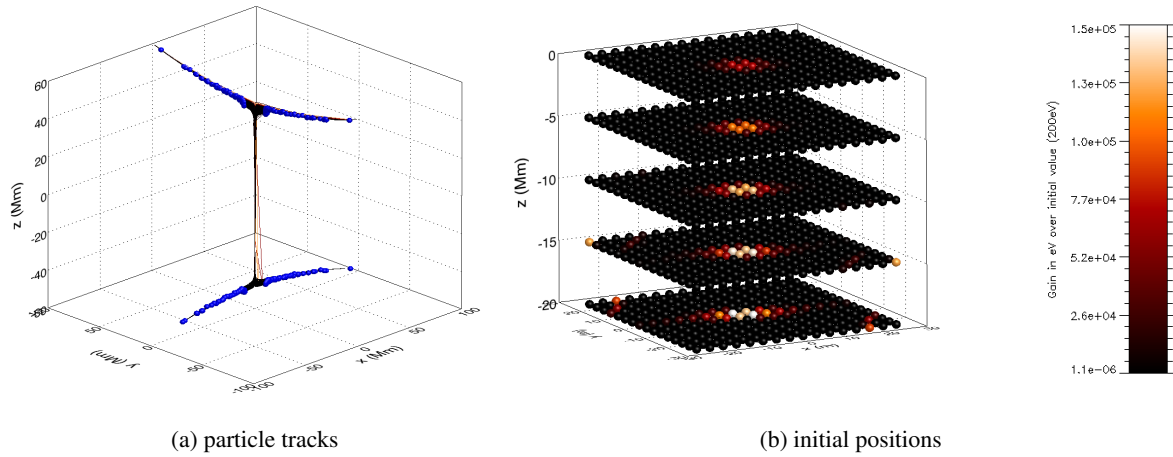 60
40
20
0
-20
-40
z (Mm)
50
0
-50
-100
y (Mm)
-100
-50
0
50
100
x (Mm)
0
-5
-10
-15
-20
z (Mm)
x (m)
1.5e+05
1.3e+05
1.0e+05
7.7e+04
5.2e+04
2.6e+04
1.1e-06
Gain in eV over initial value (200eV)
(a) particle tracks
(b) initial positions